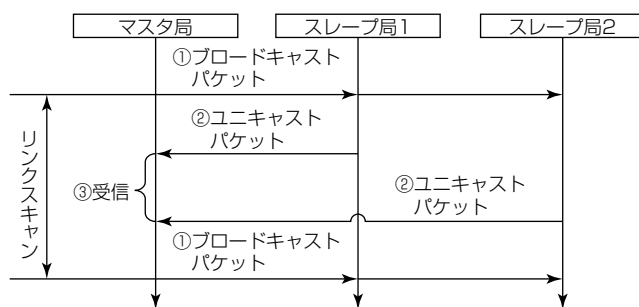 マスタ局
スレーブ局1
スレーブ局2
①ブロードキャスト
パケット
②ユニキャスト
パケット
リンクスキャン
③受信
②ユニキャスト
パケット
①ブロードキャスト
パケット